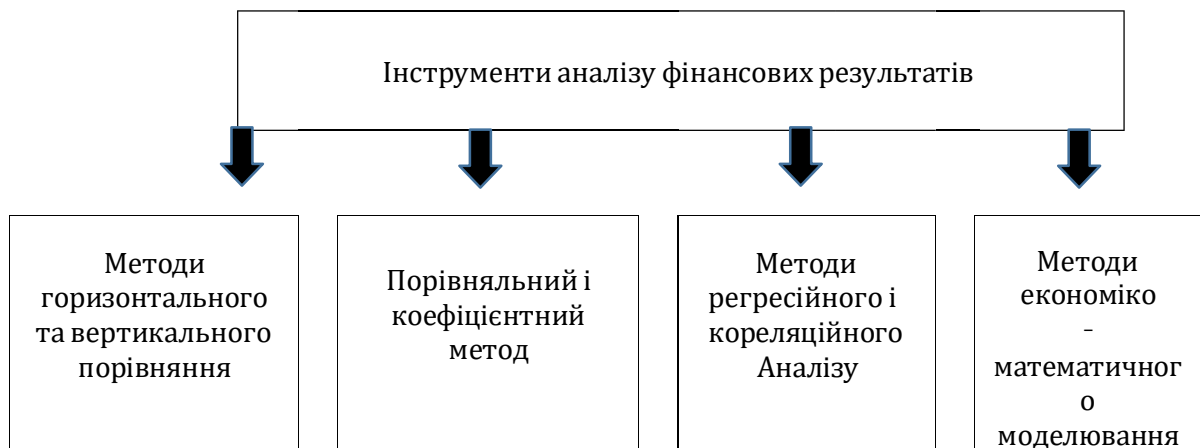 Інструменти аналізу фінансових результатів
Методи
горизонтального
та вертикального
порівняння
Порівняльний і
коефіцієнтний
метод
Методи
регресійного і
кореляційного
Аналізу
Методи
економіко
-
математичног
о
моделювання